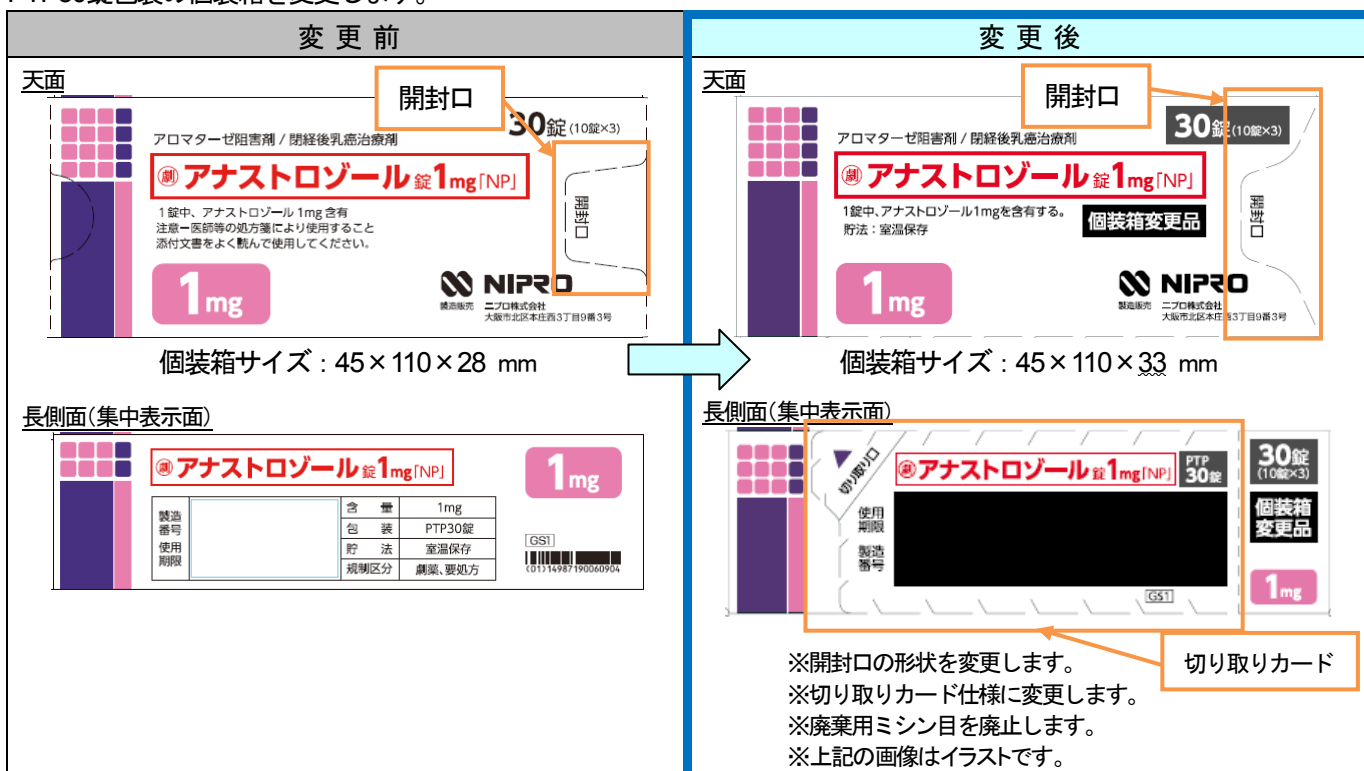 変 更 前
天面
開封口
30錠(10錠×3)
アロマターゼ阻害剤 / 閉経後乳癌治療剤
劇 アナストロゾール 錠1mg「NP」
1錠中、アナストロゾール 1mg 含有
注意ー医師等の処方箋により使用すること
添付文書をよく読んで使用してください。
開封口
1mg
NIPRO
製造販売 ニプロ株式会社
大阪市北区本庄西3丁目9番3号
個装箱サイズ：45×110×28 mm
長側面(集中表示面)
劇 アナストロゾール 錠1mg「NP」
1mg
製造
番号
使用
期限
含 量 1mg
包 装 PTP30錠
貯 法 室温保存
規制区分 劇薬、要処方
GS1
(01)14987190060904
変 更 後
天面
開封口
30錠(10錠×3)
アロマターゼ阻害剤 / 閉経後乳癌治療剤
劇 アナストロゾール 錠1mg「NP」
1錠中、アナストロゾール1mgを含有する。
貯法：室温保存
個装箱変更品
開封口
1mg
NIPRO
製造販売 ニプロ株式会社
大阪市北区本庄西3丁目9番3号
個装箱サイズ：45×110×33 mm
長側面(集中表示面)
切り取り口
劇 アナストロゾール 錠1mg「NP」
PTP
30錠
30錠
(10錠×3)
使用
期限
製造
番号
個装箱
変更品
GS1
1mg
切り取りカード
※開封口の形状を変更します。
※切り取りカード仕様に変更します。
※廃棄用ミシン目を廃止します。
※上記の画像はイラストです。